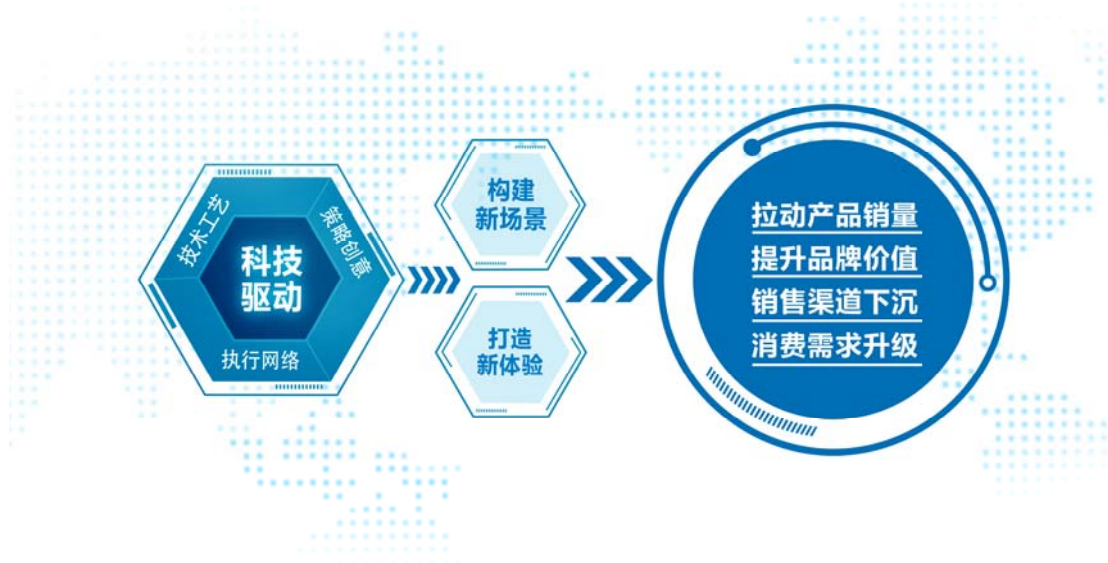 技术工艺
策略创意
科技
驱动
执行网络
构建
新场景
打造
新体验
拉动产品销量
提升品牌价值
销售渠道下沉
消费需求升级